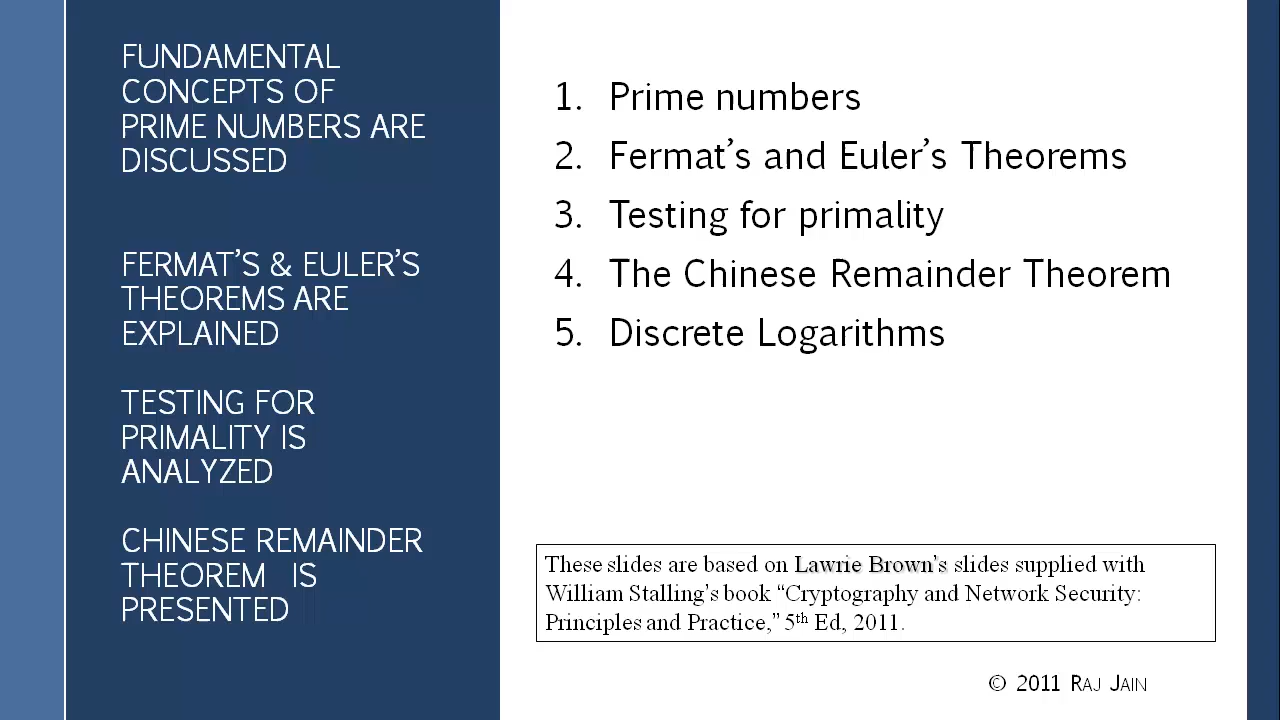 FUNDAMENTAL
CONCEPTS OF
PRIME NUMBERS ARE
DISCUSSED
FERMAT’S & EULER’S
THEOREMS ARE
EXPLAINED
TESTING FOR
PRIMALITY IS
ANALYZED
CHINESE REMAINDER
THEOREM IS
PRESENTED
1. Prime numbers
2. Fermat’s and Euler’s Theorems
3. Testing for primality
4. The Chinese Remainder Theorem
5. Discrete Logarithms
These slides are based on Lawrie Brown’s slides supplied with
William Stalling’s book “Cryptography and Network Security:
Principles and Practice,” 5th Ed, 2011.
© 2011 RAJ JAIN